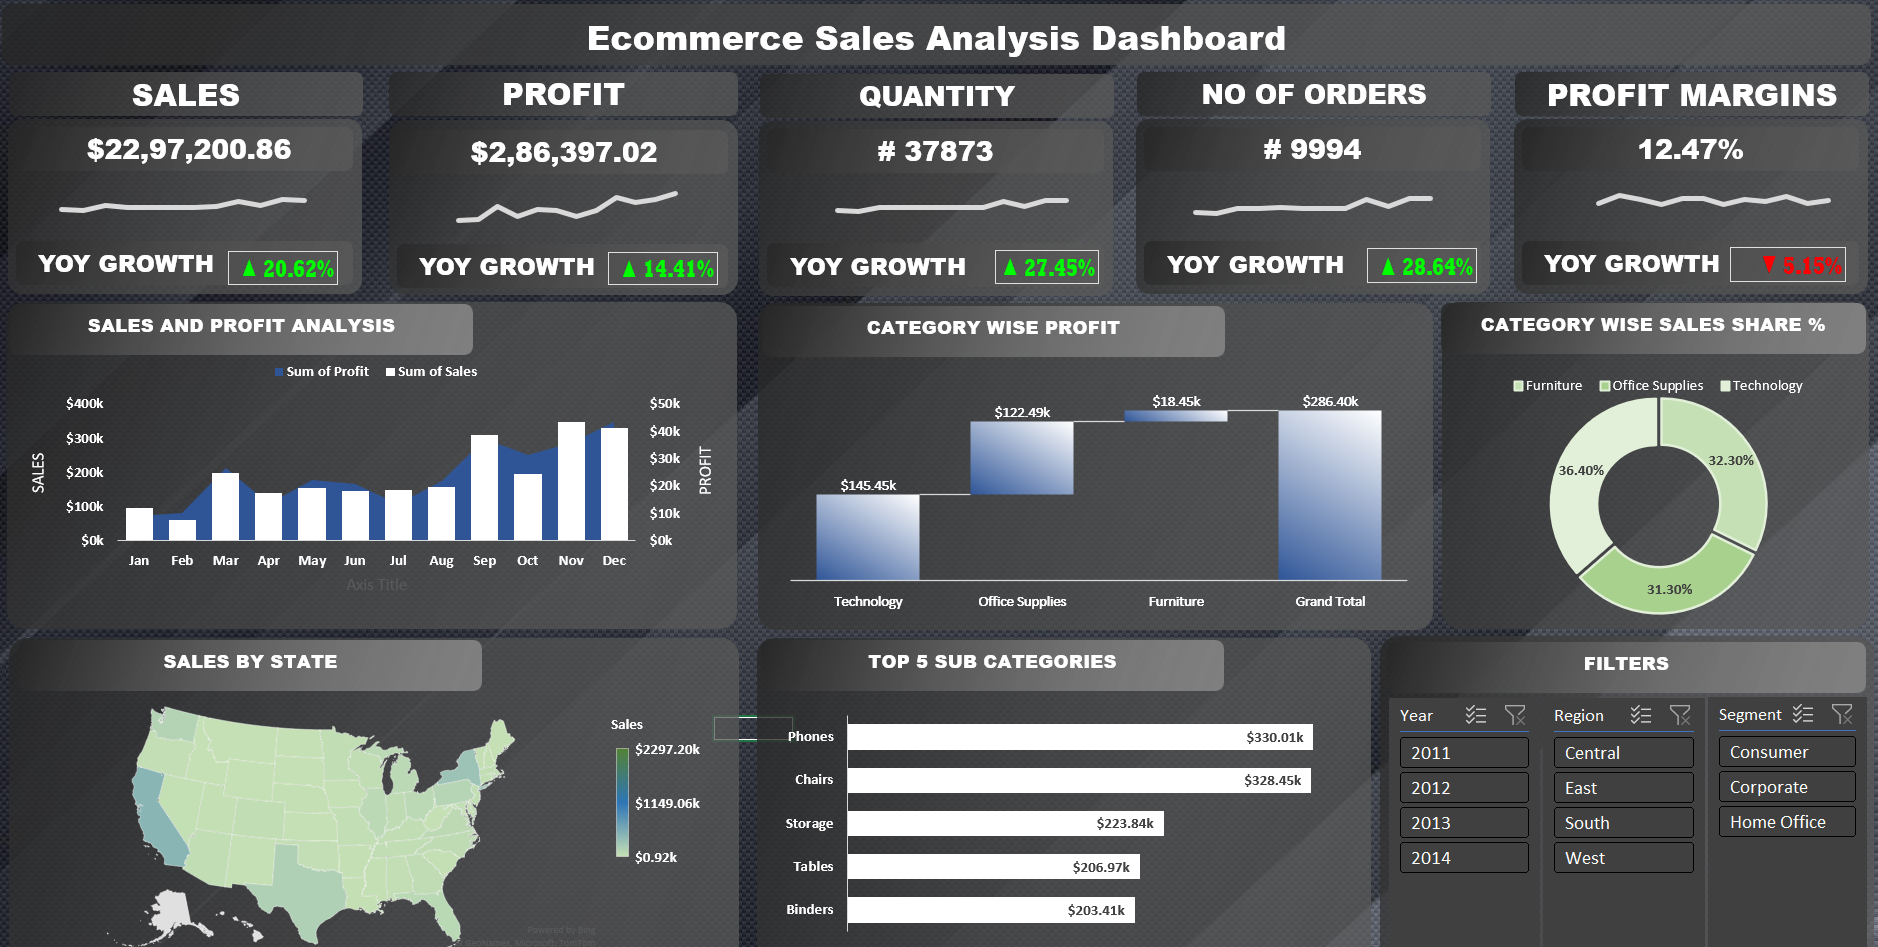 Ecommerce Sales Analysis Dashboard
SALES
$22,97,200.86
YOY GROWTH ▲ 20.62%
PROFIT
$2,86,397.02
YOY GROWTH ▲ 14.41%
QUANTITY
# 37873
YOY GROWTH ▲ 27.45%
NO OF ORDERS
# 9994
YOY GROWTH ▲ 28.64%
PROFIT MARGINS
12.47%
YOY GROWTH ▼ 5.15%
SALES AND PROFIT ANALYSIS
Sum of Profit Sum of Sales
SALES
$400k
$300k
$200k
$100k
$0k
$50k
$40k
$30k
$20k
$10k
$0k
PROFIT
Jan Feb Mar Apr May Jun Jul Aug Sep Oct Nov Dec
Axis Title
CATEGORY WISE PROFIT
$145.45k
$122.49k
$18.45k
$286.40k
Technology Office Supplies Furniture Grand Total
CATEGORY WISE SALES SHARE %
Furniture Office Supplies Technology
36.40%
32.30%
31.30%
SALES BY STATE
Sales
$2297.20k
$1149.06k
$0.92k
Powered by Bing
© GeoNames, Microsoft, TomTom
TOP 5 SUB CATEGORIES
Phones $330.01k
Chairs $328.45k
Storage $223.84k
Tables $206.97k
Binders $203.41k
FILTERS
Year
2011
2012
2013
2014
Region
Central
East
South
West
Segment
Consumer
Corporate
Home Office